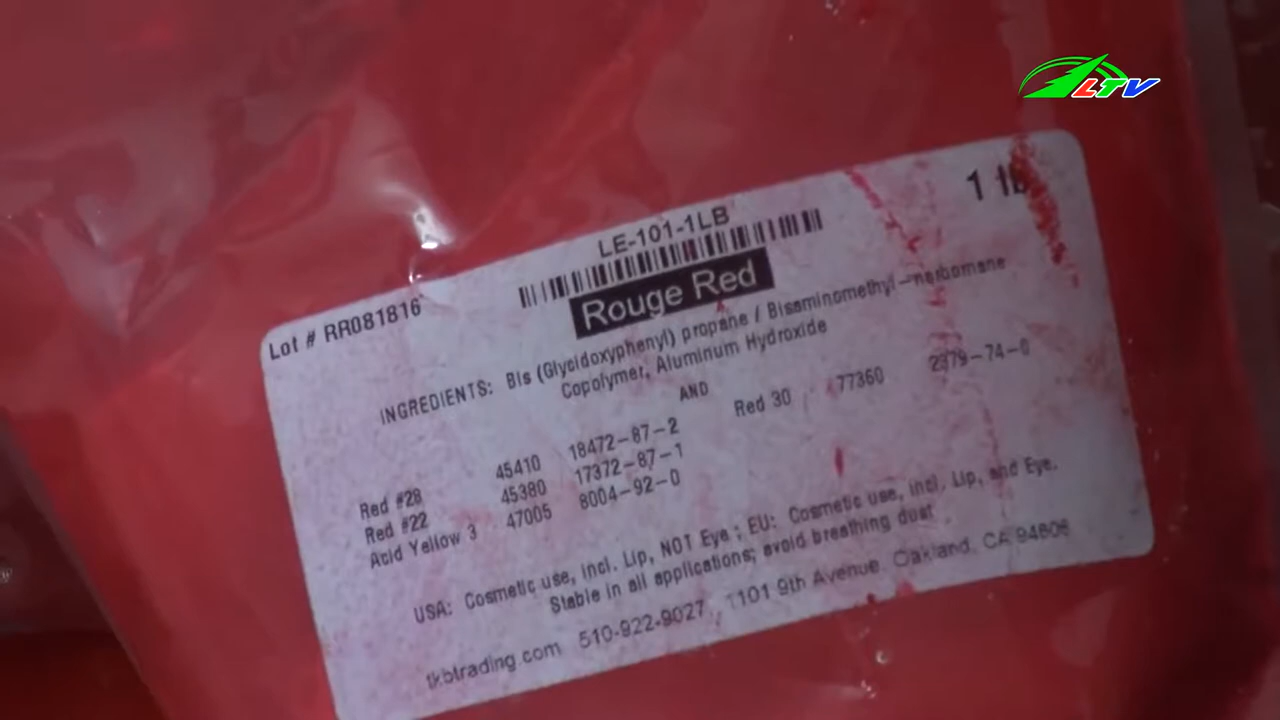 LTV
1 lb
LE-101-1LB
Lot # RR081816
Rouge Red
INGREDIENTS: Bis (Glycidoxyphenyl) propane / Bisaminomethyl-norbornane
Copolymer, Aluminum Hydroxide
AND
Red #28 45410 18472-87-2 Red 30 77360 2379-74-0
Red #22 45380 17372-87-1
Acid Yellow 3 47005 8004-92-0
USA: Cosmetic use, incl. Lip, NOT Eye ; EU: Cosmetic use, incl. Lip, and Eye.
Stable in all applications; avoid breathing dust
tkbtrading.com 510-922-9027 1101 9th Avenue, Oakland, CA 94606